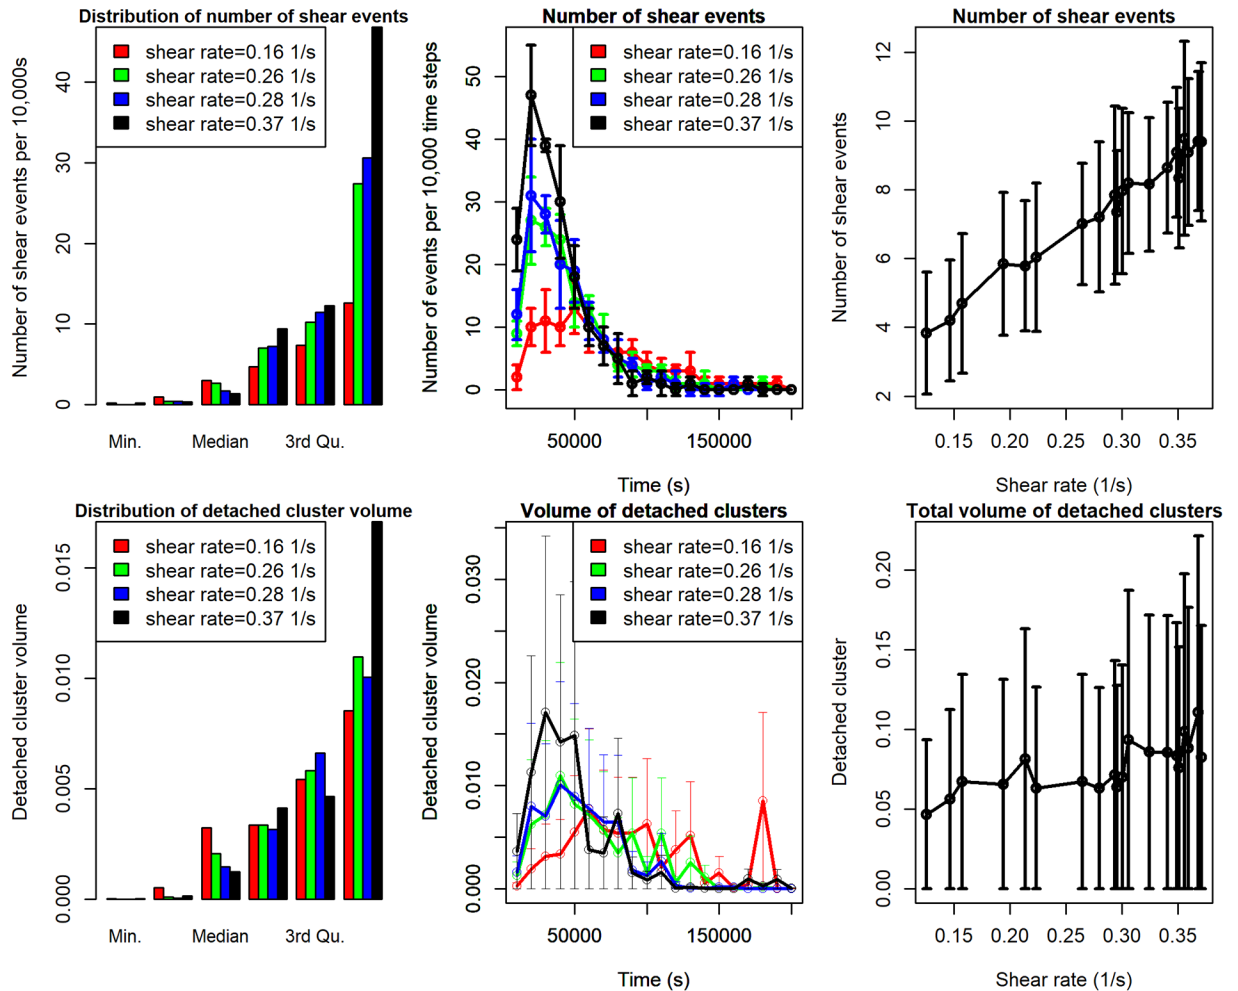 Distribution of number of shear events
Number of shear events per 10,000s
0
10
20
30
40
shear rate=0.16 1/s
shear rate=0.26 1/s
shear rate=0.28 1/s
shear rate=0.37 1/s
Min.
Median
3rd Qu.
Number of shear events
Number of events per 10,000 time steps
0
10
20
30
40
50
shear rate=0.16 1/s
shear rate=0.26 1/s
shear rate=0.28 1/s
shear rate=0.37 1/s
50000
150000
Time (s)
Number of shear events
Number of shear events
2
4
6
8
10
12
0.15
0.20
0.25
0.30
0.35
Shear rate (1/s)
Distribution of detached cluster volume
Detached cluster volume
0.000
0.005
0.010
0.015
shear rate=0.16 1/s
shear rate=0.26 1/s
shear rate=0.28 1/s
shear rate=0.37 1/s
Min.
Median
3rd Qu.
Volume of detached clusters
Detached cluster volume
0.000
0.010
0.020
0.030
shear rate=0.16 1/s
shear rate=0.26 1/s
shear rate=0.28 1/s
shear rate=0.37 1/s
50000
150000
Time (s)
Total volume of detached clusters
Detached cluster
0.00
0.05
0.10
0.15
0.20
0.15
0.20
0.25
0.30
0.35
Shear rate (1/s)